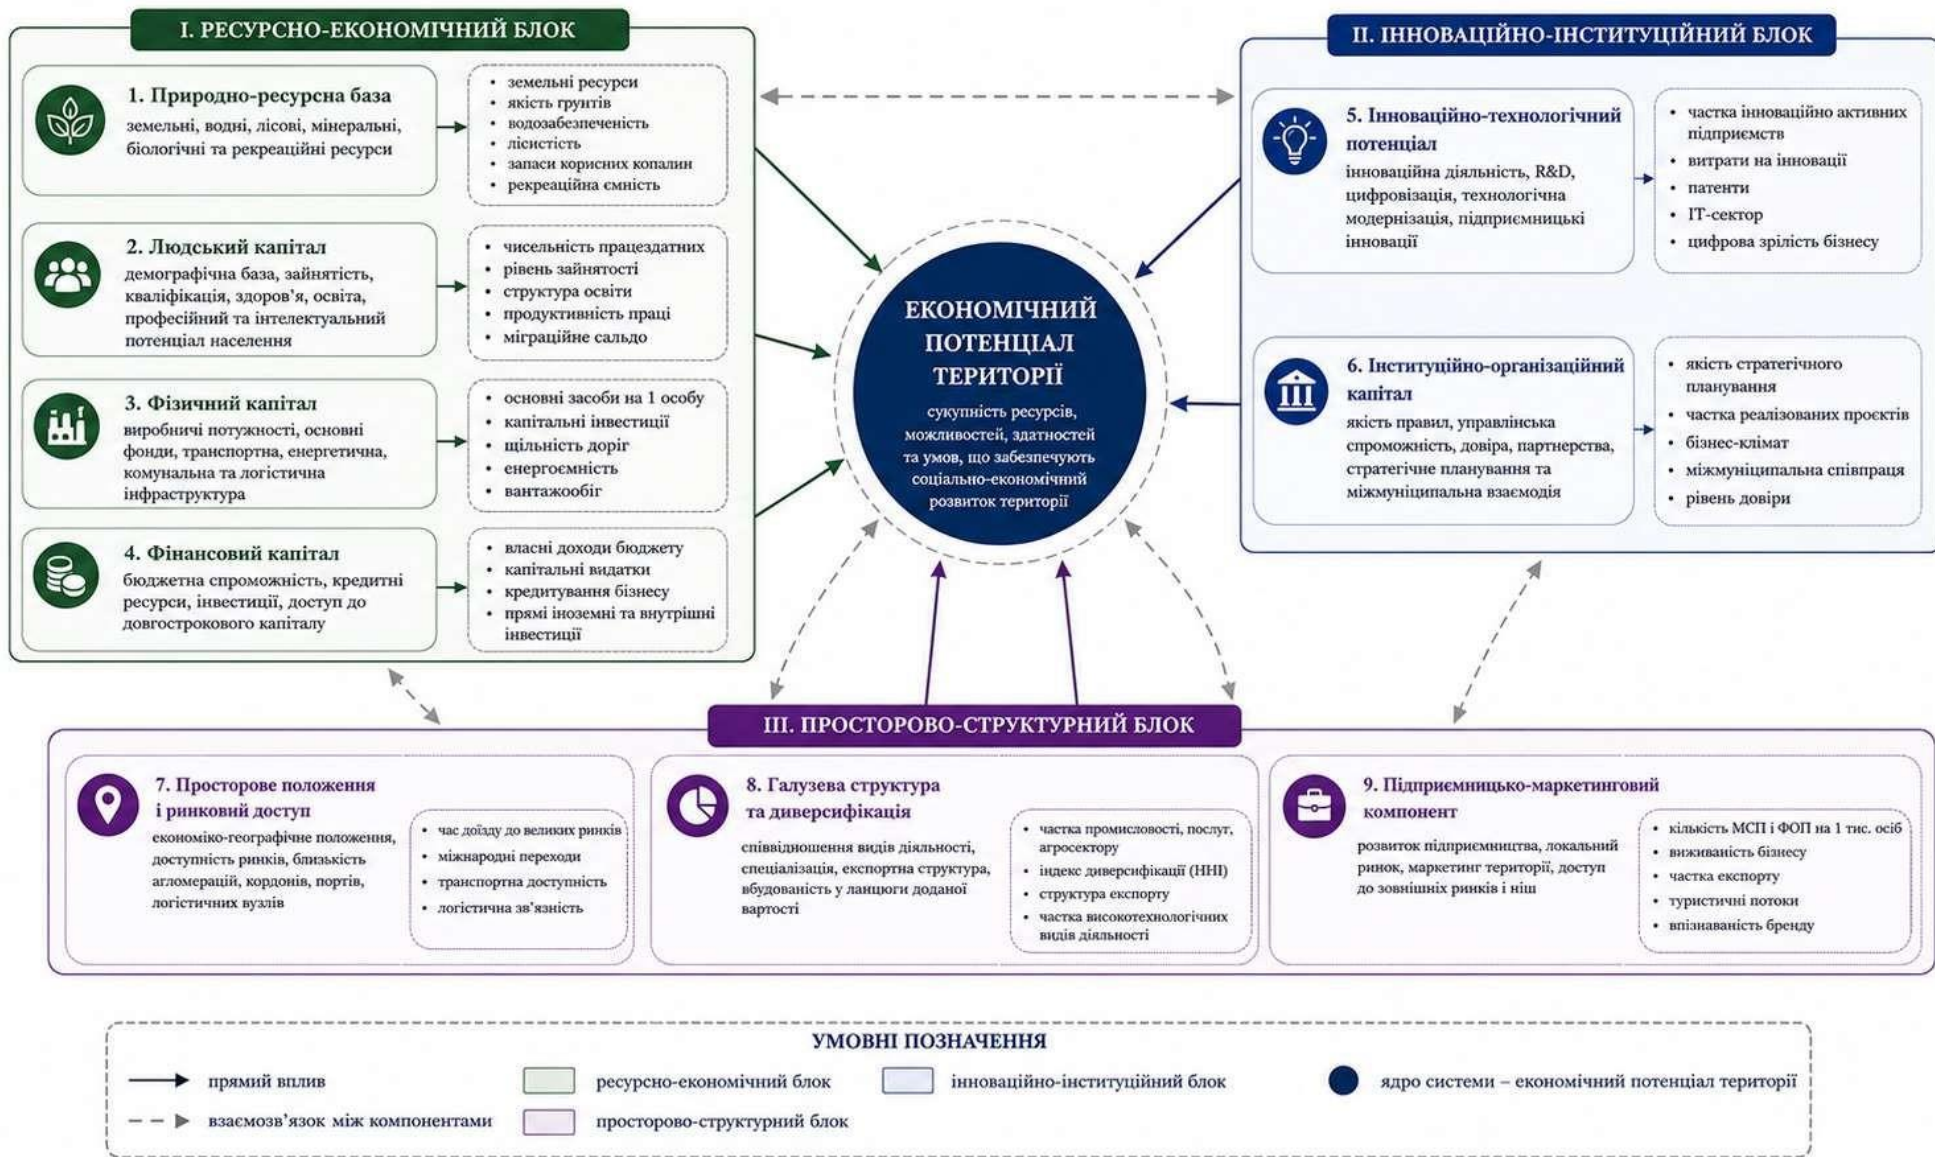 І. РЕСУРСНО-ЕКОНОМІЧНИЙ БЛОК
1. Природно-ресурсна база
земельні, водні, лісові, мінеральні,
біологічні та рекреаційні ресурси
• земельні ресурси
• якість ґрунтів
• водозабезпеченість
• лісистість
• запаси корисних копалин
• рекреаційна ємність
2. Людський капітал
демографічна база, зайнятість,
кваліфікація, здоров’я, освіта,
професійний та інтелектуальний
потенціал населення
• чисельність працездатних
• рівень зайнятості
• структура освіти
• продуктивність праці
• міграційне сальдо
3. Фізичний капітал
виробничі потужності, основні
фонди, транспортна, енергетична,
комунальна та логістична
інфраструктура
• основні засоби на 1 особу
• капітальні інвестиції
• щільність доріг
• енергоємність
• вантажообіг
4. Фінансовий капітал
бюджетна спроможність, кредитні
ресурси, інвестиції, доступ до
довгострокового капіталу
• власні доходи бюджету
• капітальні видатки
• кредитування бізнесу
• прямі іноземні та внутрішні
інвестиції
ЕКОНОМІЧНИЙ
ПОТЕНЦІАЛ
ТЕРИТОРІЇ
сукупність ресурсів,
можливостей, здатностей
та умов, що забезпечують
соціально-економічний
розвиток території
ІІ. ІННОВАЦІЙНО-ІНСТИТУЦІЙНИЙ БЛОК
5. Інноваційно-технологічний
потенціал
інноваційна діяльність, R&D,
цифровізація, технологічна
модернізація, підприємницькі
інновації
• частка інноваційно активних
підприємств
• витрати на інновації
• патенти
• ІТ-сектор
• цифрова зрілість бізнесу
6. Інституційно-організаційний
капітал
якість правил, управлінська
спроможність, довіра, партнерства,
стратегічне планування та
міжмуніципальна взаємодія
• якість стратегічного
планування
• частка реалізованих проєктів
• бізнес-клімат
• міжмуніципальна співпраця
• рівень довіри
ІІІ. ПРОСТОРОВО-СТРУКТУРНИЙ БЛОК
7. Просторове положення
і ринковий доступ
економіко-географічне положення,
доступність ринків, близькість
агломерацій, кордонів, портів,
логістичних вузлів
• час доїзду до великих ринків
• міжнародні переходи
• транспортна доступність
• логістична зв’язність
8. Галузева структура
та диверсифікація
співвідношення видів діяльності,
спеціалізація, експортна структура,
вбудованість у ланцюги доданої
вартості
• частка промисловості, послуг,
агросектору
• індекс диверсифікації (ННІ)
• структура експорту
• частка високотехнологічних
видів діяльності
9. Підприємницько-маркетинговий
компонент
розвиток підприємництва, локальний
ринок, маркетинг території, доступ
до зовнішніх ринків і ніш
• кількість МСП і ФОП на 1 тис. осіб
• виживаність бізнесу
• частка експорту
• туристичні потоки
• впізнаваність бренду
УМОВНІ ПОЗНАЧЕННЯ
прямий вплив
ресурсно-економічний блок
інноваційно-інституційний блок
ядро системи – економічний потенціал території
взаємозв’язок між компонентами
просторово-структурний блок